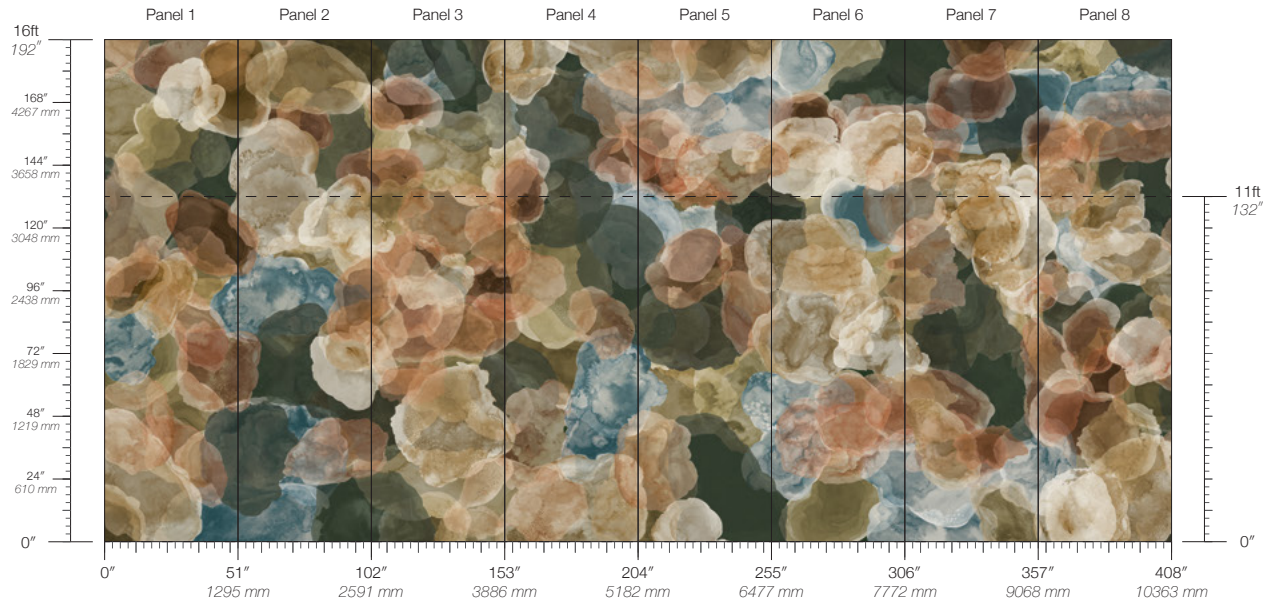 Panel 1 Panel 2 Panel 3 Panel 4 Panel 5 Panel 6 Panel 7 Panel 8
16ft
192″
168″
4267 mm
144″
3658 mm
120″
3048 mm
96″
2438 mm
72″
1829 mm
48″
1219 mm
24″
610 mm
0″
11ft
132″
0″
0″ 51″ 102″ 153″ 204″ 255″ 306″ 357″ 408″
1295 mm 2591 mm 3886 mm 5182 mm 6477 mm 7772 mm 9068 mm 10363 mm